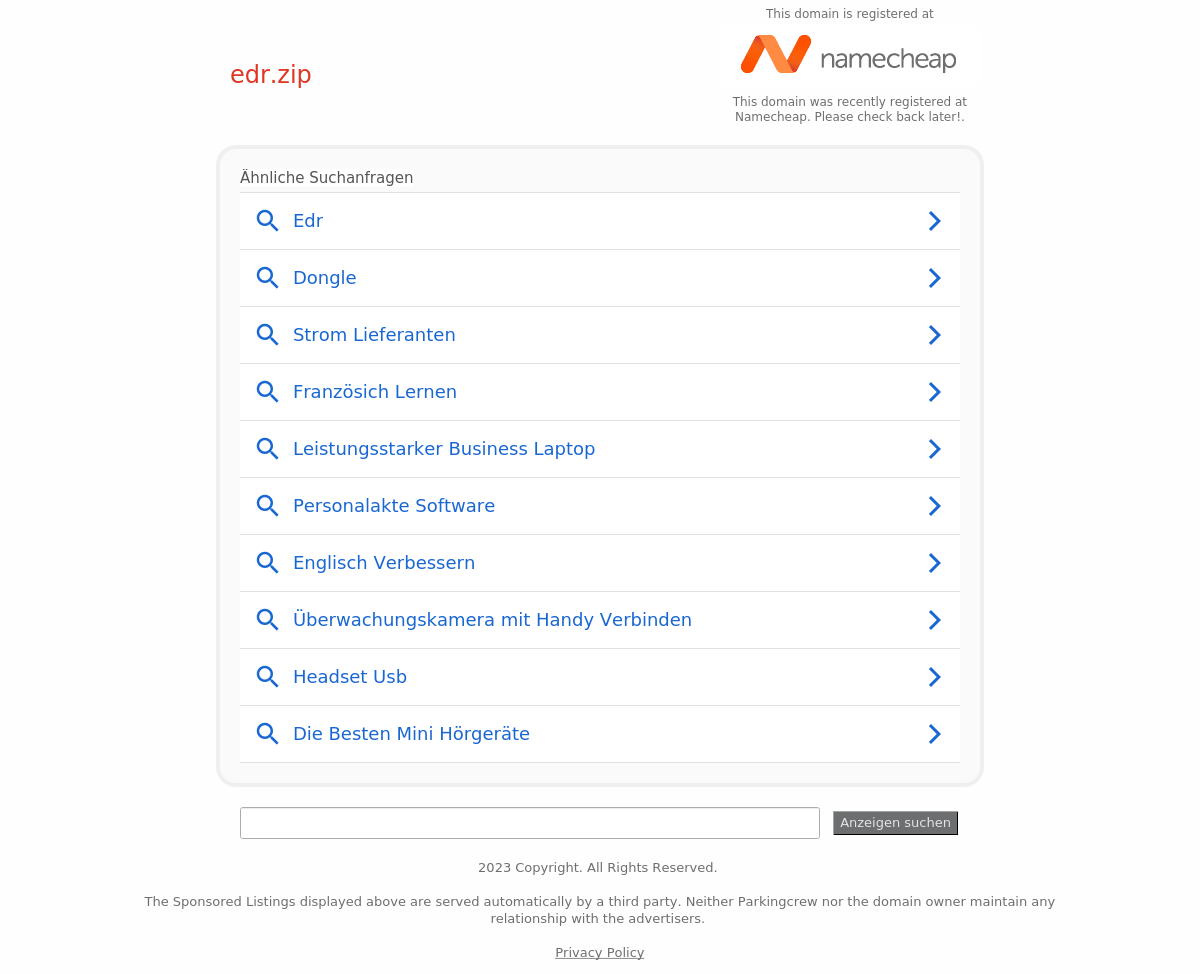 This domain is registered at
edr.zip
namecheap
This domain was recently registered at
Namecheap. Please check back later!.
Ähnliche Suchanfragen
Edr
Dongle
Strom Lieferanten
Französich Lernen
Leistungsstarker Business Laptop
Personalakte Software
Englisch Verbessern
Überwachungskamera mit Handy Verbinden
Headset Usb
Die Besten Mini Hörgeräte
Anzeigen suchen
2023 Copyright. All Rights Reserved.
The Sponsored Listings displayed above are served automatically by a third party. Neither Parkingcrew nor the domain owner maintain any
relationship with the advertisers.
Privacy Policy